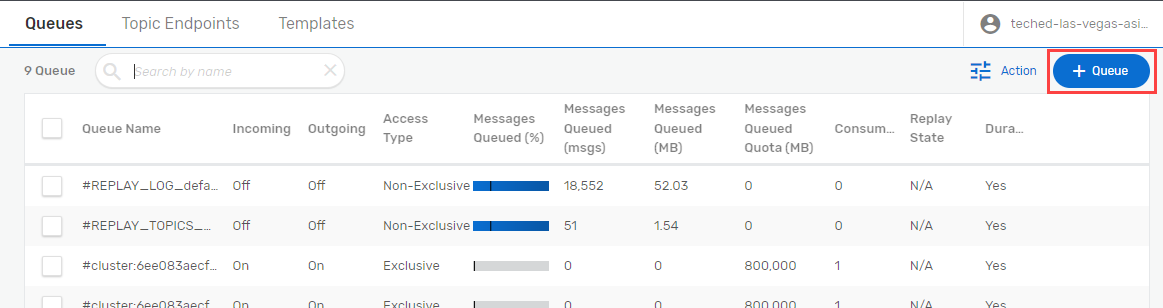 Queues Topic Endpoints Templates teched-las-vegas-asi...
9 Queue Search by name Action + Queue
Queue Name Incoming Outgoing Access Type Messages Queued (%) Messages Queued (msgs) Messages Queued (MB) Messages Queued Quota (MB) Consum... Replay State Dura...
#REPLAY_LOG_defa... Off Off Non-Exclusive 18,552 52.03 0 0 N/A Yes
#REPLAY_TOPICS_... Off Off Non-Exclusive 51 1.54 0 0 N/A Yes
#cluster:6ee083aecf... On On Exclusive 0 0 800,000 1 N/A Yes
#cluster:6ee083aecf... On On Exclusive 0 0 800,000 1 N/A Yes